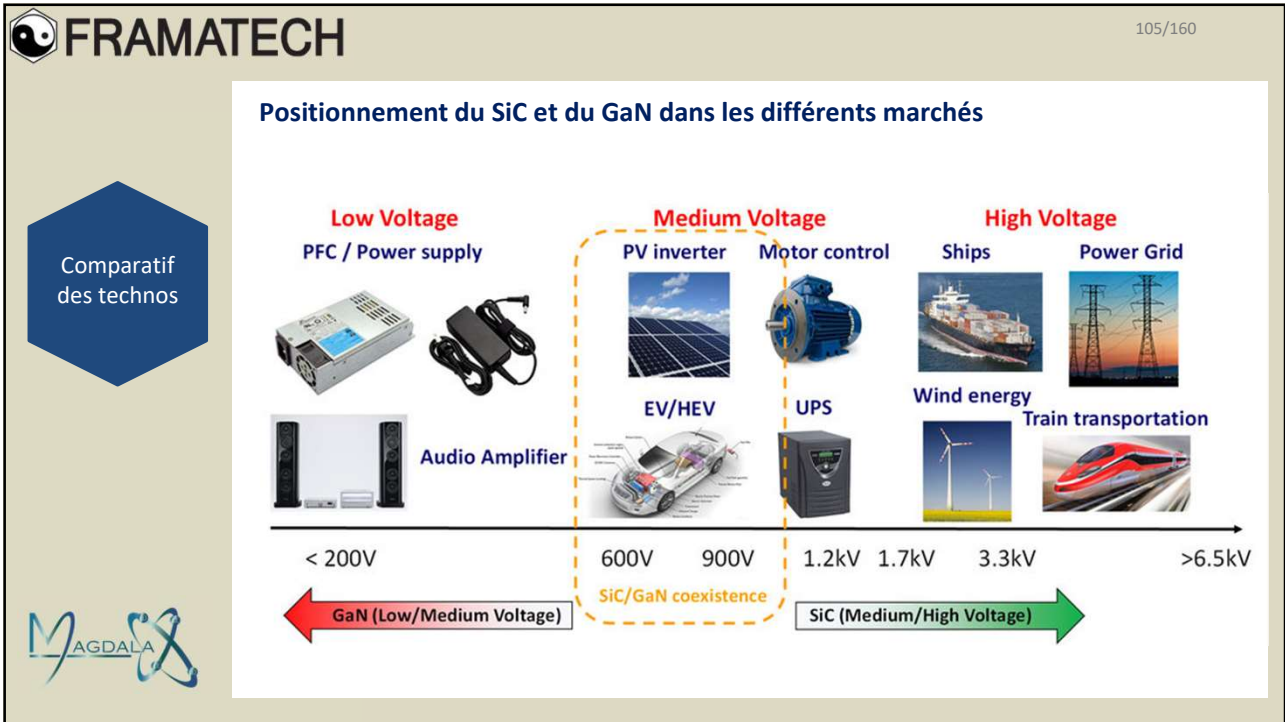 FRAMATECH
105/160
Positionnement du SiC et du GaN dans les différents marchés
Comparatif
des technos
Low Voltage
Medium Voltage
High Voltage
PFC / Power supply
PV inverter
Motor control
Ships
Power Grid
Audio Amplifier
EV/HEV
UPS
Wind energy
Train transportation
< 200V
600V
900V
1.2kV
1.7kV
3.3kV
>6.5kV
SiC/GaN coexistence
GaN (Low/Medium Voltage)
SiC (Medium/High Voltage)
MAGDALA